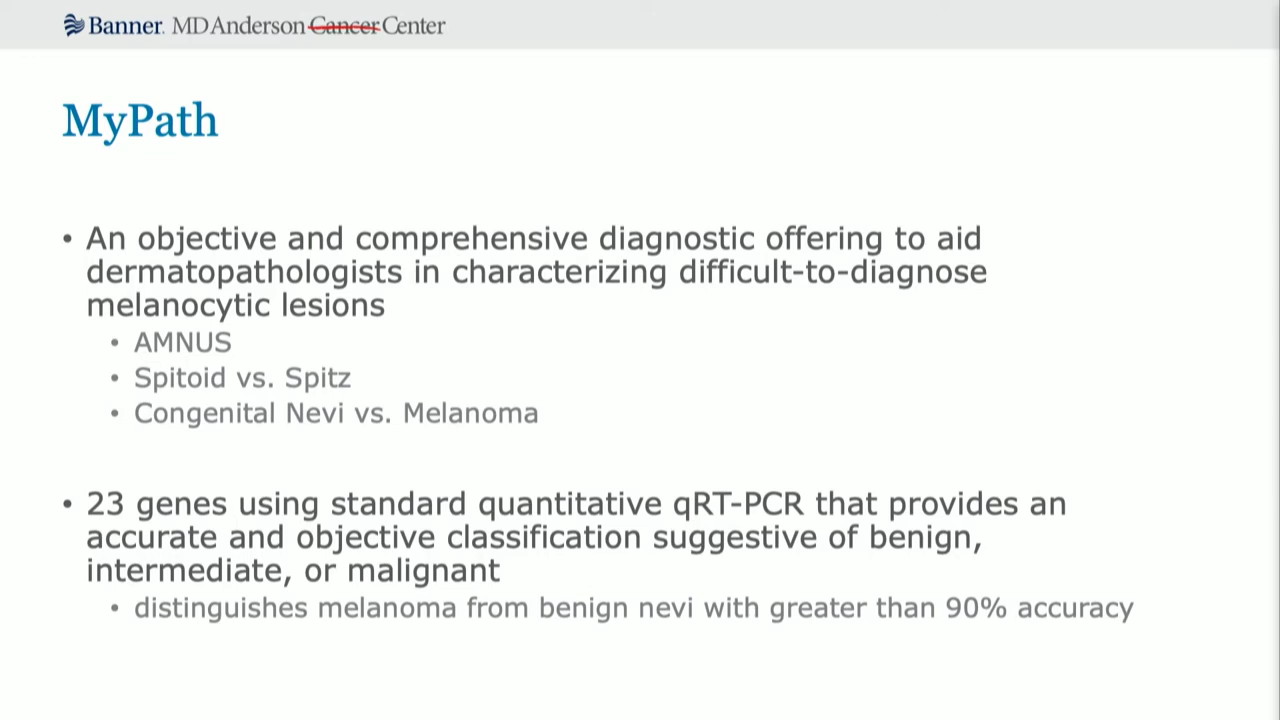 Banner. MDAnderson Cancer Center
MyPath
• An objective and comprehensive diagnostic offering to aid
dermatopathologists in characterizing difficult-to-diagnose
melanocytic lesions
• AMNUS
• Spitoid vs. Spitz
• Congenital Nevi vs. Melanoma
• 23 genes using standard quantitative qRT-PCR that provides an
accurate and objective classification suggestive of benign,
intermediate, or malignant
• distinguishes melanoma from benign nevi with greater than 90% accuracy